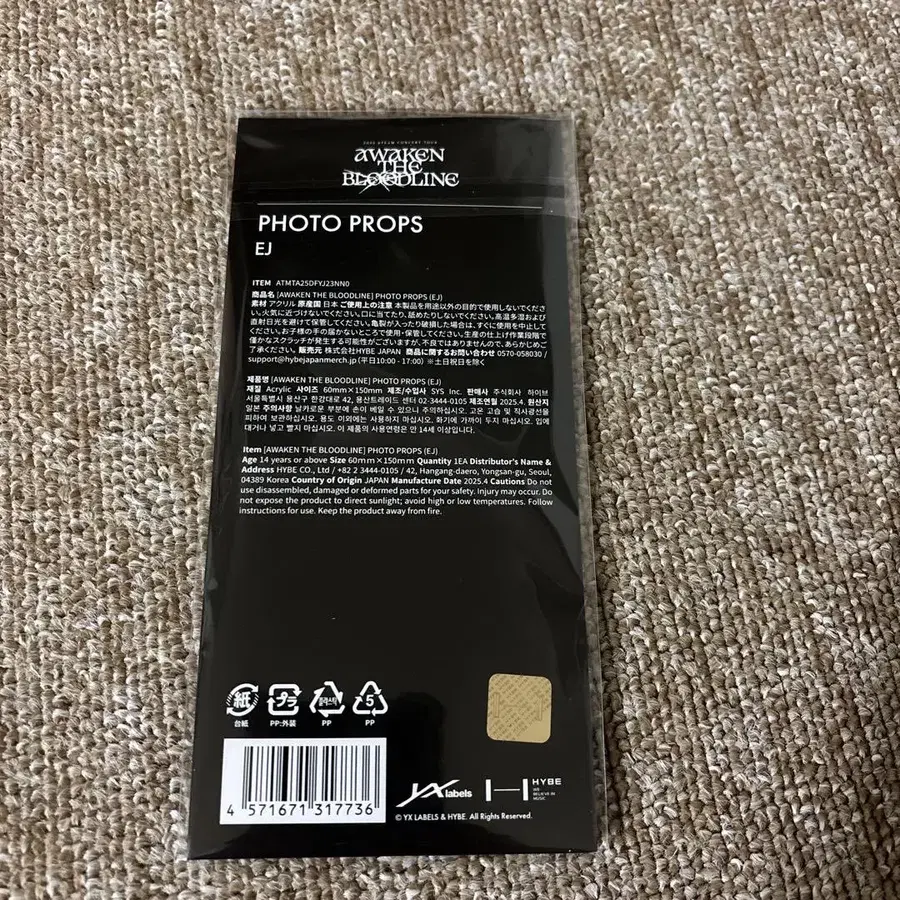 AWAKEN
THE
BLOODLINE
PHOTO PROPS
EJ
ITEM ATMTA25DFYJ23NN0
商品名 [AWAKEN THE BLOODLINE] PHOTO PROPS (EJ)
素材 アクリル 原産国 日本 ご使用上の注意 本製品を用途以外の目的で使用しないでくださ
い。火気に近づけないでください。口に当てたり、舐めたりしないでください。高温多湿および
直射日光を避けて保管してください。亀裂が入ったり破損した場合は、すぐに使用を中止して
ください。お子様の手の届かないところで使用・保管してください。生産の仕上げ作業段階で
僅かなスクラッチが発生する可能性がございますが、不良ではありませんので、あらかじめご
了承ください。 販売元 株式会社HYBE JAPAN 商品に関するお問い合わせ 0570-058030 /
support@hybejapanmerch.jp (平日10:00 - 17:00) ※土日祝日を除く
제품명 [AWAKEN THE BLOODLINE] PHOTO PROPS (EJ)
재질 Acrylic 사이즈 60mm×150mm 제조/수입사 SYS Inc. 판매사 주식회사 하이브
서울특별시 용산구 한강대로 42, 용산트레이드 센터 02-3444-0105 제조연월 2025.4. 원산지
일본 주의사항 날카로운 부분에 손이 베일 수 있으니 주의하십시오. 고온 고습 및 직사광선을
피하여 보관하십시오. 용도 이외에는 사용하지 마십시오. 화기에 가까이 두지 마십시오. 입에
대거나 넣고 빨지 마십시오. 이 제품의 사용연령은 만 14세 이상입니다.
Item [AWAKEN THE BLOODLINE] PHOTO PROPS (EJ)
Age 14 years or above Size 60mm×150mm Quantity 1EA Distributor's Name &
Address HYBE CO., Ltd / +82 2 3444-0105 / 42, Hangang-daero, Yongsan-gu, Seoul,
04389 Korea Country of Origin JAPAN Manufacture Date 2025.4 Cautions Do not
use disassembled, damaged or deformed parts for your safety. Injury may occur. Do
not expose the product to direct sunlight; avoid high or low temperatures. Follow
instructions for use. Keep the product away from fire.
紙 プラ 플라스틱 5
台紙 PP:外装 PP PP
4 571671 317736
YX labels HYBE
WE
BELIEVE IN
MUSIC
© YX LABELS & HYBE. All Rights Reserved.